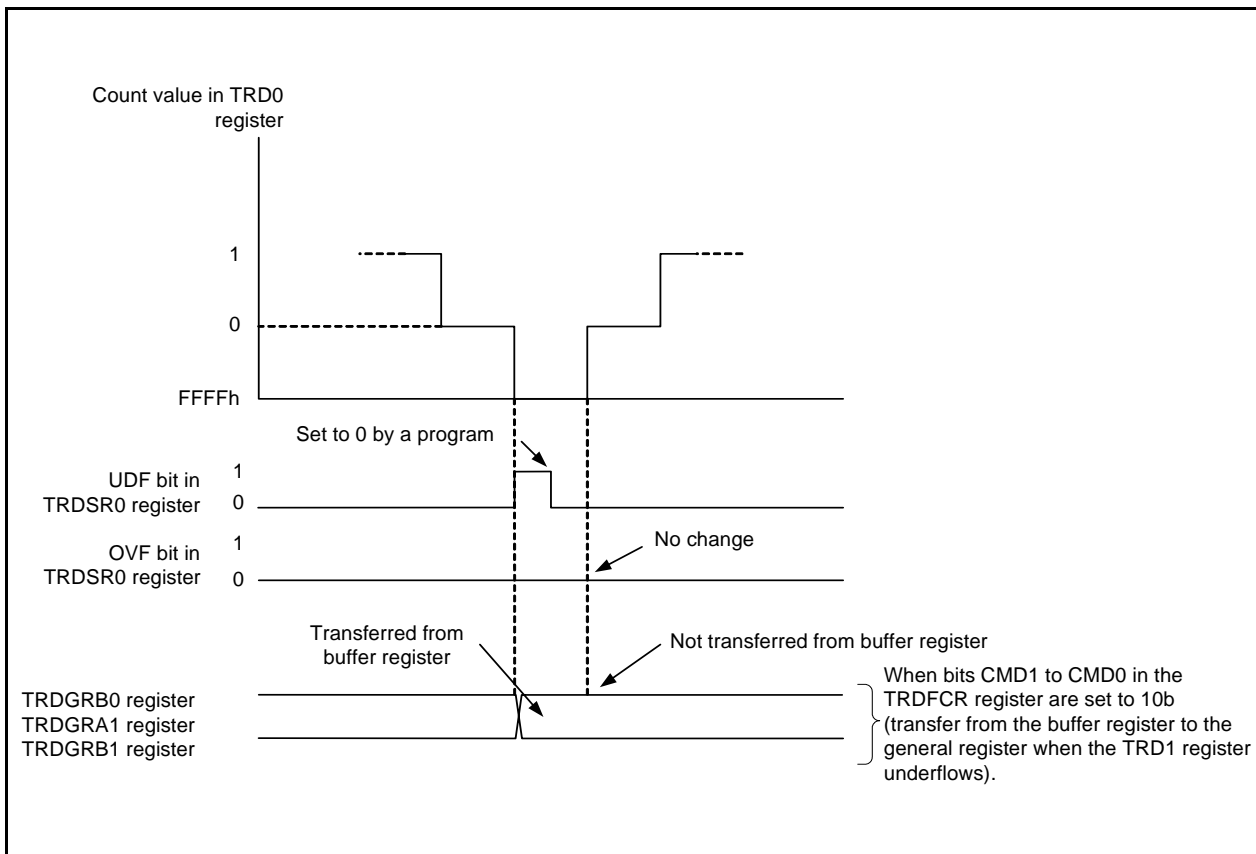 Count value in TRD0
register
1
0
FFFFh
Set to 0 by a program
UDF bit in
TRDSR0 register
1
0
OVF bit in
TRDSR0 register
1
0
No change
Transferred from
buffer register
Not transferred from buffer register
TRDGRB0 register
TRDGRA1 register
TRDGRB1 register
When bits CMD1 to CMD0 in the
TRDFCR register are set to 10b
(transfer from the buffer register to the
general register when the TRD1 register
underflows).